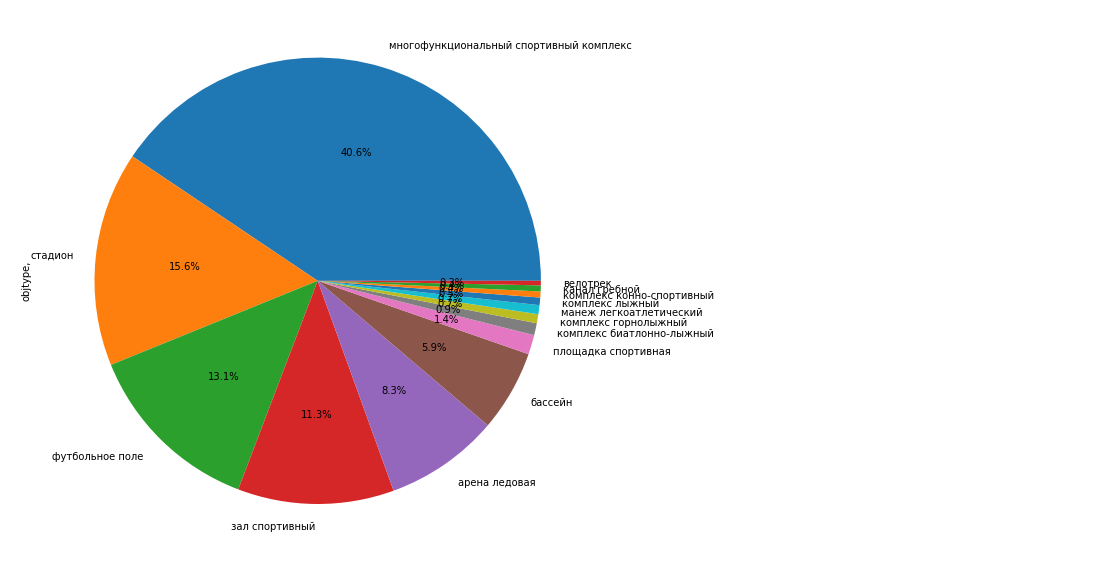 многофункциональный спортивный комплекс
40.6%
стадион
15.6%
objtype,
футбольное поле
13.1%
зал спортивный
11.3%
арена ледовая
8.3%
бассейн
5.9%
площадка спортивная
1.4%
комплекс биатлонно-лыжный
0.9%
комплекс горнолыжный
0.7%
манеж легкоатлетический
комплекс лыжный
комплекс конно-спортивный
канал гребной
велотрек
0.3%